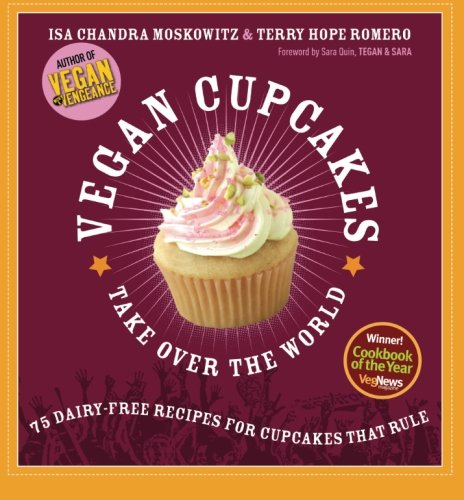 ISA CHANDRA MOSKOWITZ & TERRY HOPE ROMERO
Foreword by Sara Quin, TEGAN & SARA
AUTHOR OF
VEGAN
WITH A
VENGEANCE
VEGAN CUPCAKES
TAKE OVER THE WORLD
Winner!
Cookbook
of the Year
VegNews
magazine
75 DAIRY-FREE RECIPES FOR CUPCAKES THAT RULE